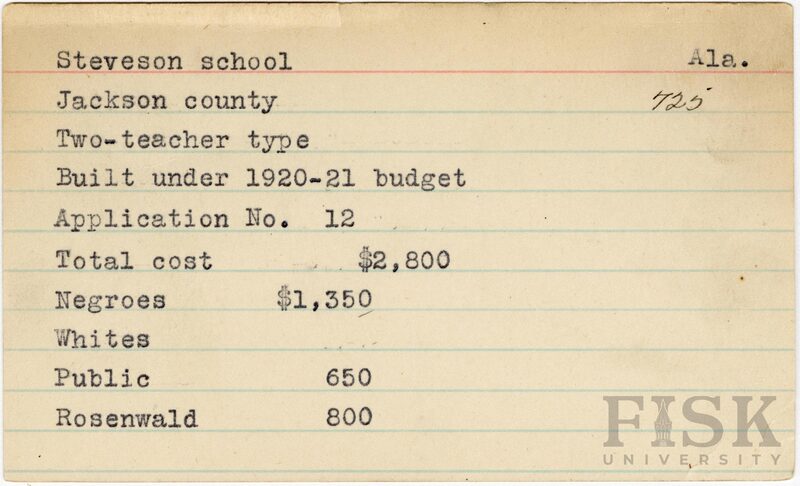 Steveson school Ala.
Jackson county 725
Two-teacher type
Built under 1920-21 budget
Application No. 12
Total cost $2,800
Negroes $1,350
Whites
Public 650
Rosenwald 800
FISK
UNIVERSITY